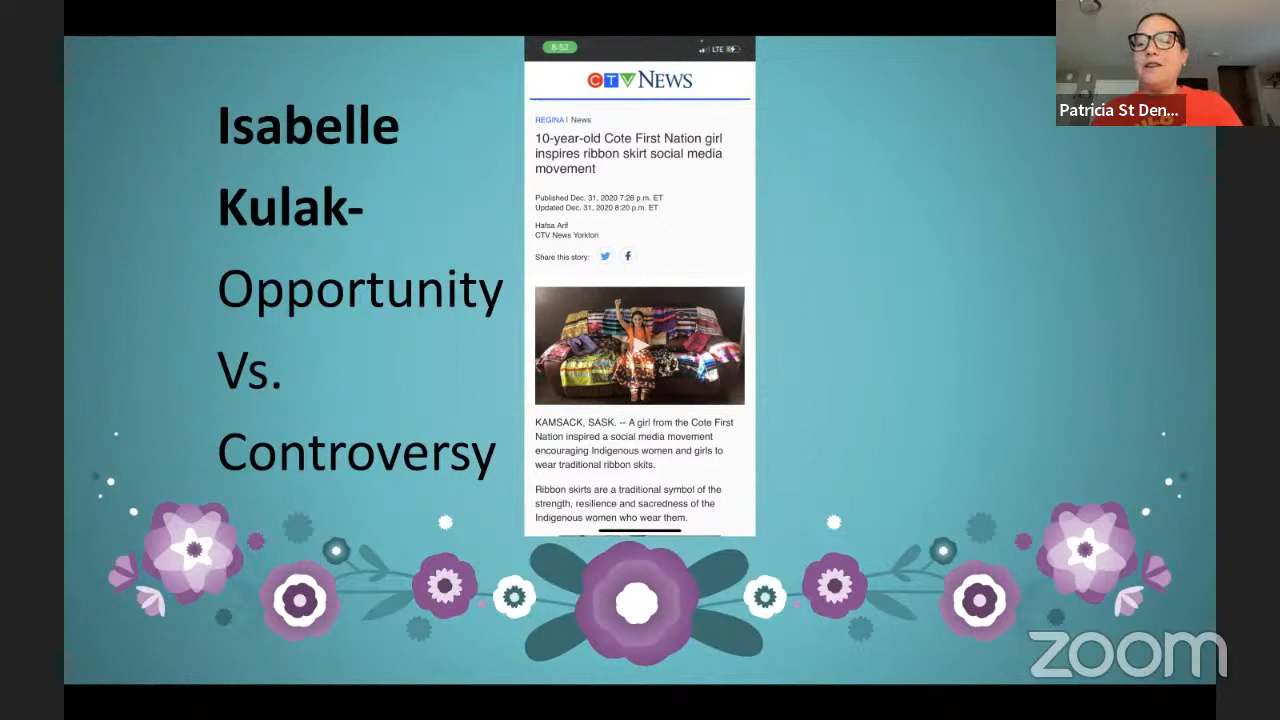 Isabelle
Kulak-
Opportunity
Vs.
Controversy
8:52
LTE
CTV NEWS
REGINA | News
10-year-old Cote First Nation girl
inspires ribbon skirt social media
movement
Published Dec. 31, 2020 7:28 p.m. ET
Updated Dec. 31, 2020 8:20 p.m. ET
Hafsa Arif
CTV News Yorkton
Share this story:
KAMSACK, SASK. -- A girl from the Cote First
Nation inspired a social media movement
encouraging Indigenous women and girls to
wear traditional ribbon skits.
Ribbon skirts are a traditional symbol of the
strength, resilience and sacredness of the
Indigenous women who wear them.
Patricia St Den...
zoom